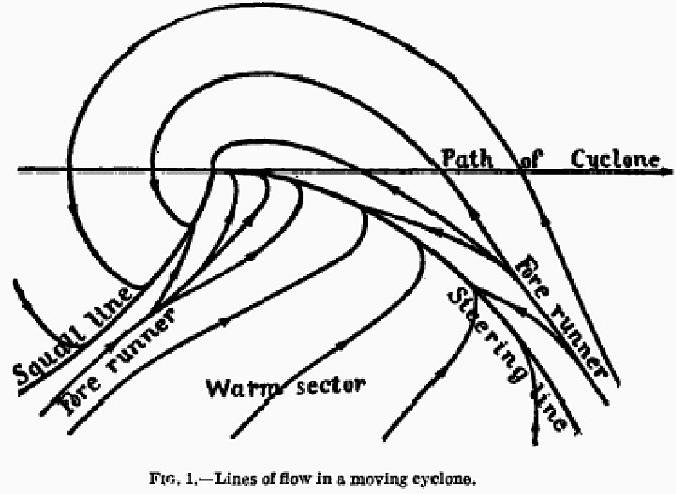 Path of Cyclone
Fore runner
Steering line
Squall line
Fore runner
Warm sector
FIG. 1.—Lines of flow in a moving cyclone.